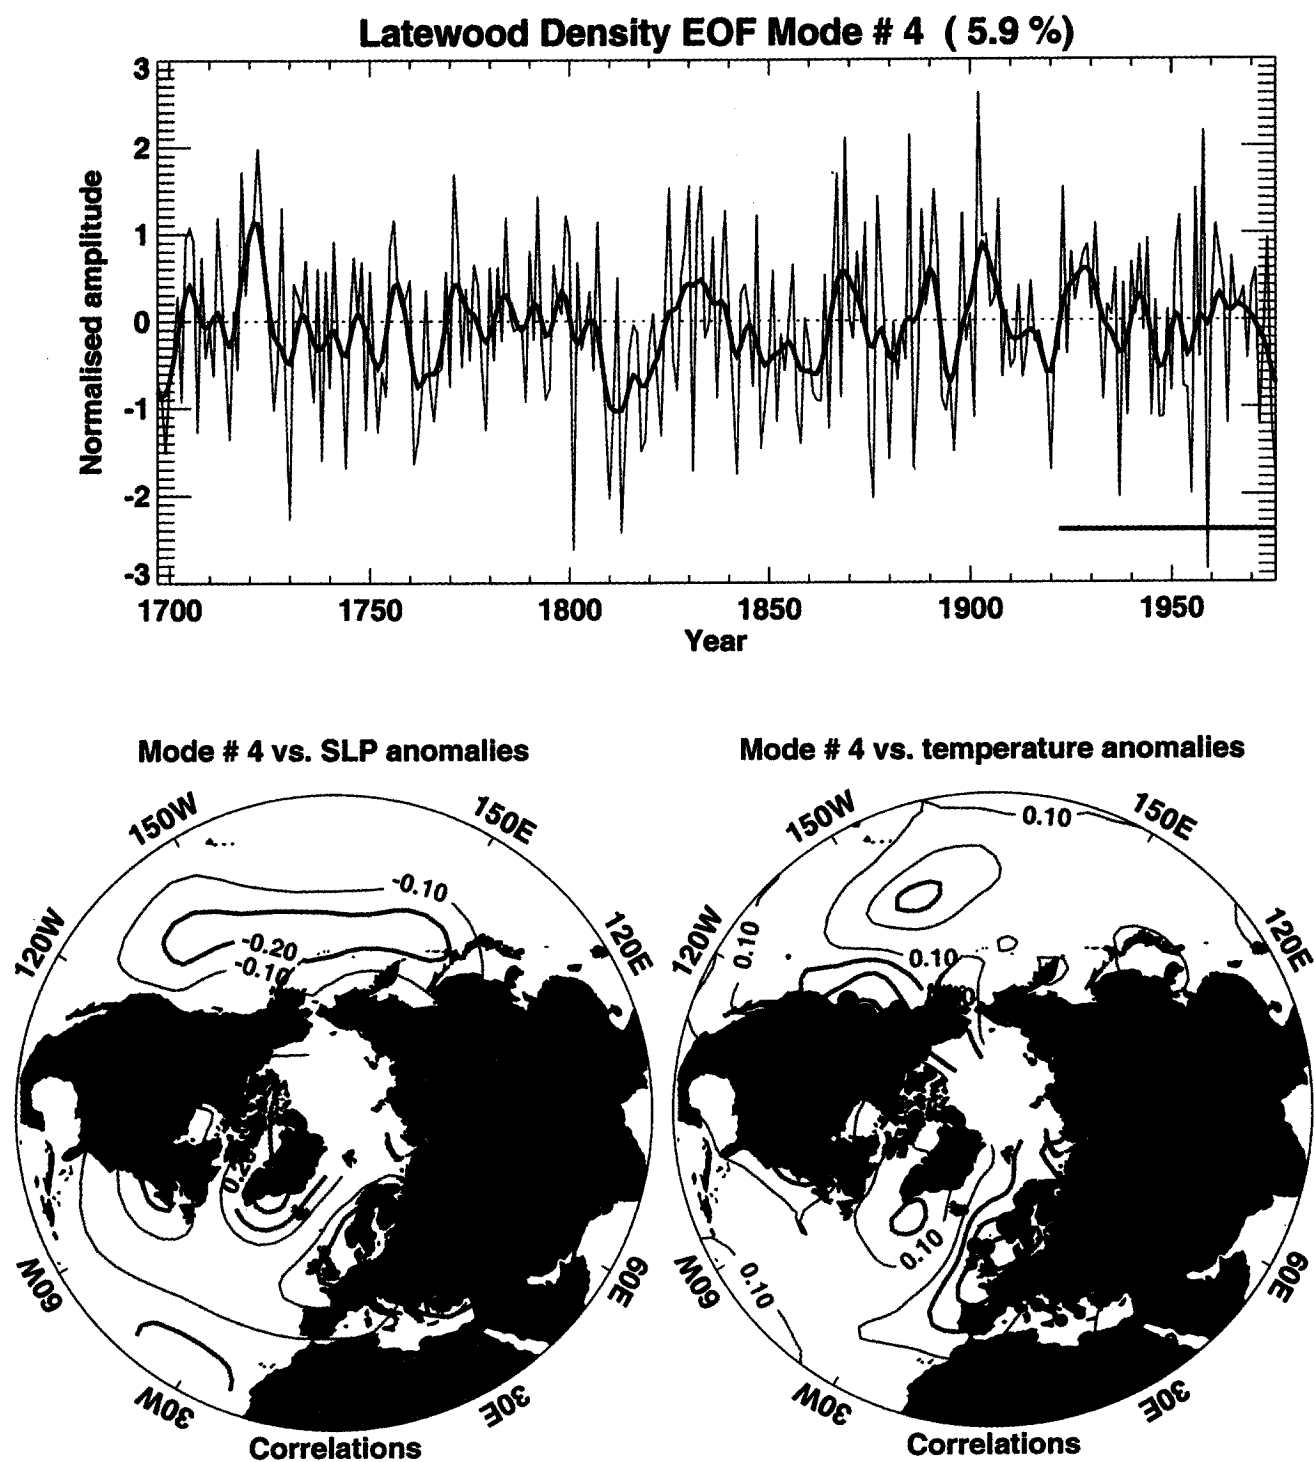 Latewood Density EOF Mode # 4 ( 5.9 %)
Normalised amplitude
3
2
1
0
-1
-2
-3
1700 1750 1800 1850 1900 1950
Year
Mode # 4 vs. SLP anomalies
150W 150E
120W 120E
-0.10
-0.20
-0.10
60W 60E
30W 30E
Correlations
Mode # 4 vs. temperature anomalies
150W 150E
0.10
120W 120E
0.10
0.10
0.10
0.10
60W 60E
30W 30E
Correlations